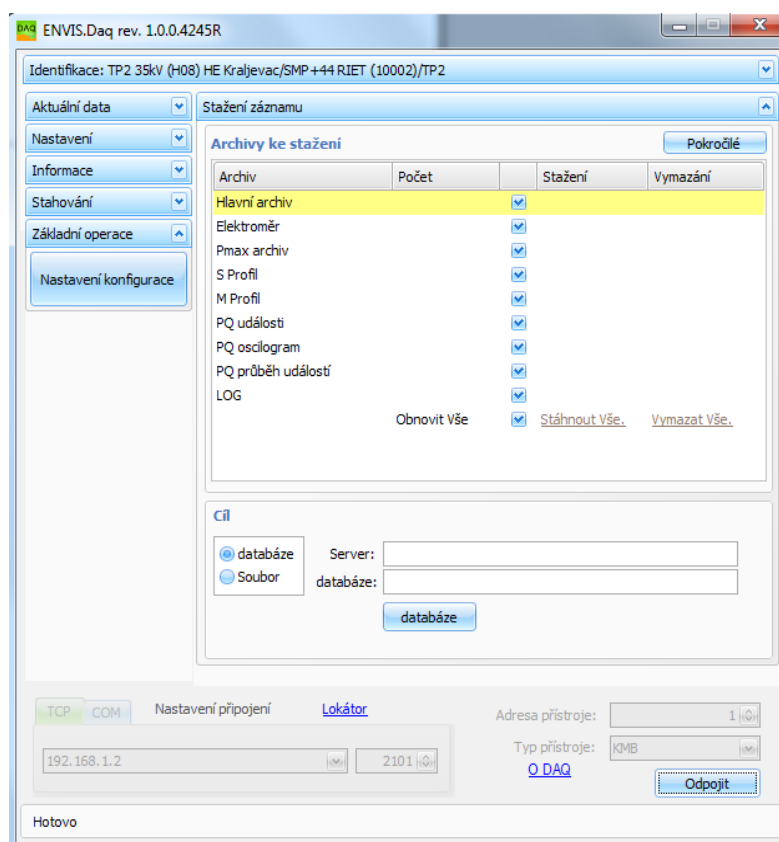 DAQ ENVIS.Daq rev. 1.0.0.4245R
Identifikace: TP2 35kV (H08) HE Kraljevac/SMP+44 RIET (10002)/TP2
Aktuální data
Nastavení
Informace
Stahování
Základní operace
Nastavení konfigurace
Stažení záznamu
Archivy ke stažení
Pokročilé
Archiv Počet Stažení Vymazání
Hlavní archiv
Elektroměr
Pmax archiv
S Profil
M Profil
PQ události
PQ oscilogram
PQ průběh událostí
LOG
Obnovit Vše Stáhnout Vše. Vymazat Vše.
Cíl
databáze
Soubor
Server:
databáze:
databáze
TCP COM Nastavení připojení Lokátor
192.168.1.2 2101
Adresa přístroje: 1
Typ přístroje: KMB
O DAQ
Odpojit
Hotovo